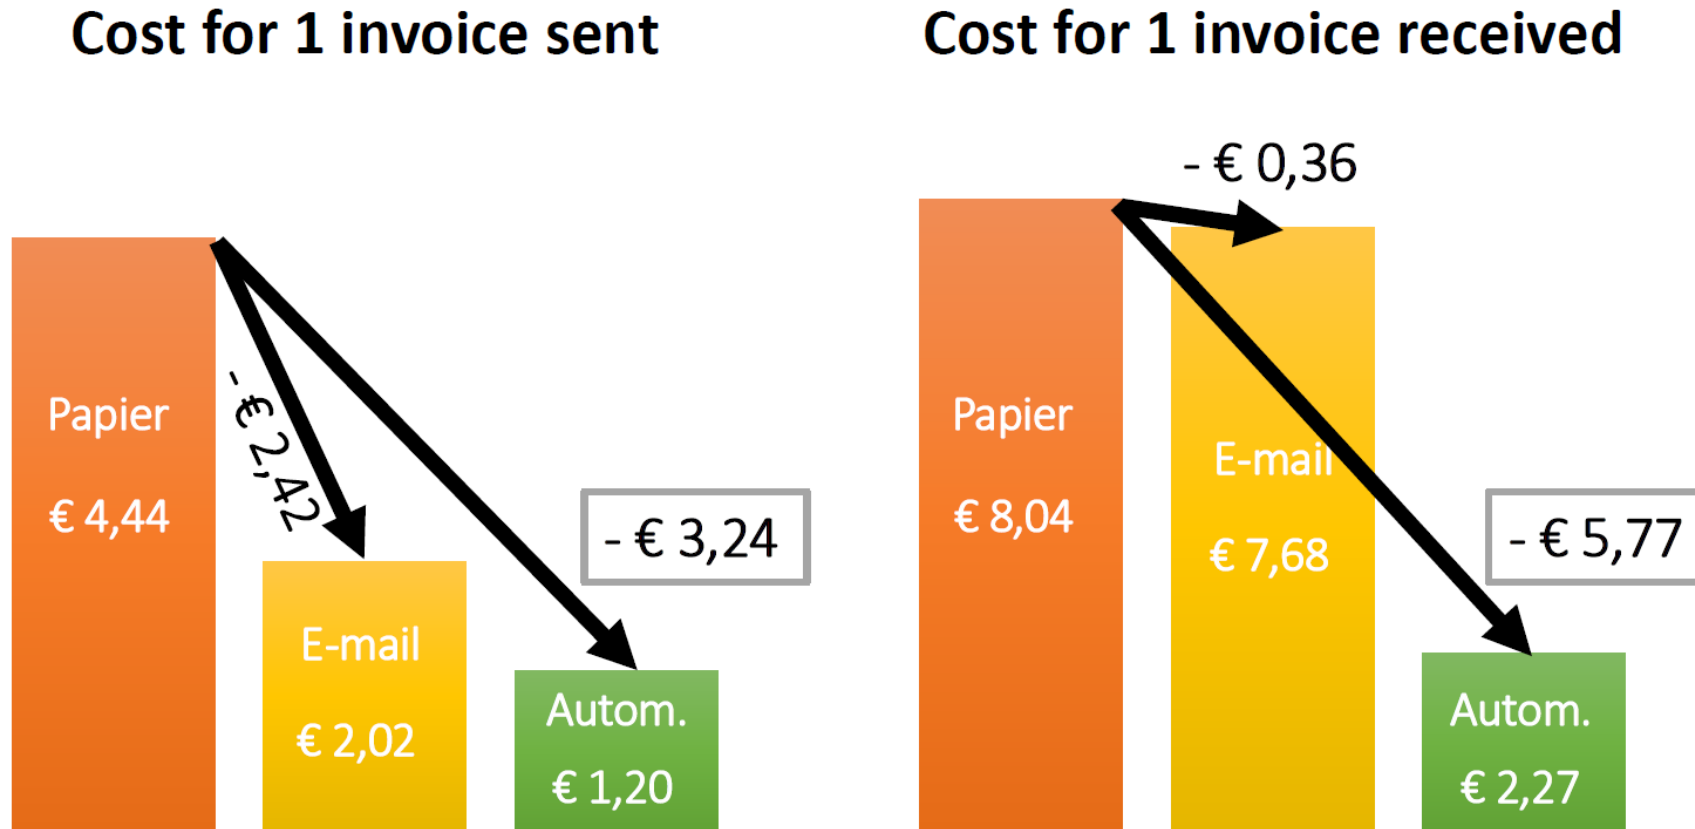 Cost for 1 invoice sent
Papier
€ 4,44
- € 2,42
E-mail
€ 2,02
- € 3,24
Autom.
€ 1,20
Cost for 1 invoice received
- € 0,36
Papier
€ 8,04
E-mail
€ 7,68
- € 5,77
Autom.
€ 2,27